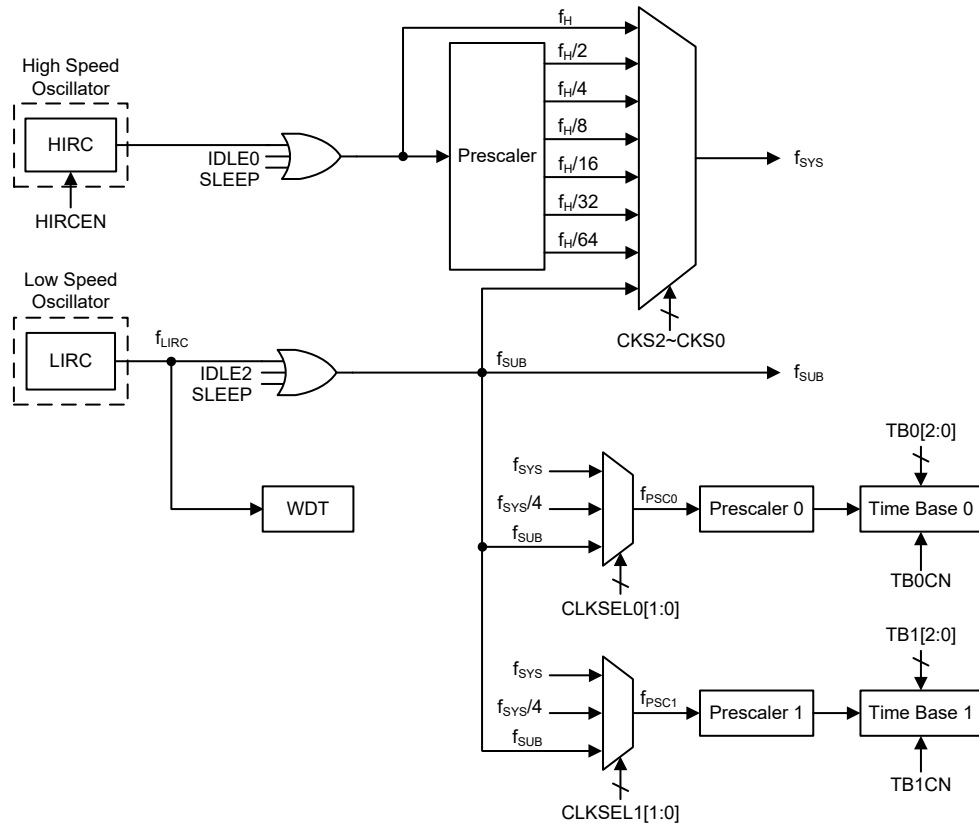 High Speed
Oscillator
HIRC
HIRCEN
IDLE0
SLEEP
Prescaler
fH
fH/2
fH/4
fH/8
fH/16
fH/32
fH/64
fSYS
CKS2~CKS0
Low Speed
Oscillator
LIRC
fLIRC
IDLE2
SLEEP
fSUB
fSUB
WDT
fSYS
fSYS/4
fSUB
CLKSEL0[1:0]
fPSC0
Prescaler 0
TB0[2:0]
Time Base 0
TB0CN
fSYS
fSYS/4
fSUB
CLKSEL1[1:0]
fPSC1
Prescaler 1
TB1[2:0]
Time Base 1
TB1CN